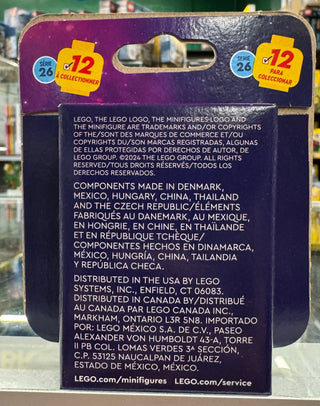 SÉRIE
26
12
À COLLECTIONNER
SERIE
26
12
PARA
COLECCIONAR
LEGO, THE LEGO LOGO, THE MINIFIGURES LOGO AND
THE MINIFIGURE ARE TRADEMARKS AND/OR COPYRIGHTS
OF THE/SONT DES MARQUES DE COMMERCE ET/OU
COPYRIGHTS DU/SON MARCAS REGISTRADAS, ALGUNAS
DE ELLAS PROTEGIDAS POR DERECHOS DE AUTOR, DE
LEGO GROUP. ©2024 THE LEGO GROUP. ALL RIGHTS
RESERVED/TOUS DROITS RÉSERVÉS/TODOS LOS
DERECHOS RESERVADOS.
COMPONENTS MADE IN DENMARK,
MEXICO, HUNGARY, CHINA, THAILAND
AND THE CZECH REPUBLIC/ÉLÉMENTS
FABRIQUÉS AU DANEMARK, AU MEXIQUE,
EN HONGRIE, EN CHINE, EN THAÏLANDE
ET EN RÉPUBLIQUE TCHÈQUE/
COMPONENTES HECHOS EN DINAMARCA,
MÉXICO, HUNGRÍA, CHINA, TAILANDIA
Y REPÚBLICA CHECA.
DISTRIBUTED IN THE USA BY LEGO
SYSTEMS, INC., ENFIELD, CT 06083.
DISTRIBUTED IN CANADA BY/DISTRIBUÉ
AU CANADA PAR LEGO CANADA INC.,
MARKHAM, ONTARIO L3R 5N8. IMPORTADO
POR: LEGO MÉXICO S.A. DE C.V., PASEO
ALEXANDER VON HUMBOLDT 43-A, TORRE
II PB COL. LOMAS VERDES 3ª SECCIÓN,
C.P. 53125 NAUCALPAN DE JUÁREZ,
ESTADO DE MÉXICO, MÉXICO.
LEGO.com/minifigures LEGO.com/service